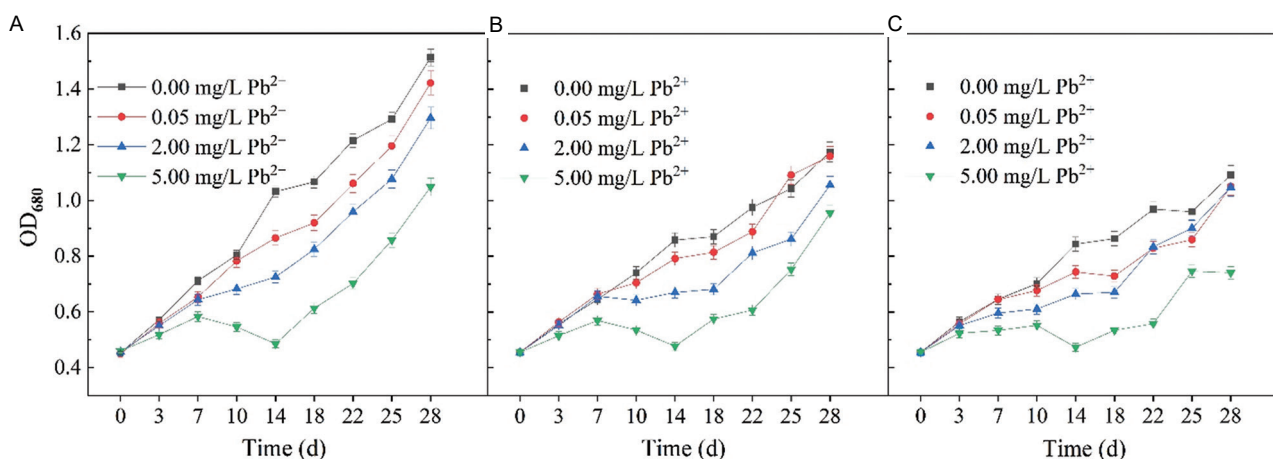 A
B
C
1.6
1.4
1.2
1.0
0.8
0.6
0.4
OD₆₈₀
0.00 mg/L Pb²⁻
0.05 mg/L Pb²⁻
2.00 mg/L Pb²⁻
5.00 mg/L Pb²⁻
0.00 mg/L Pb²⁺
0.05 mg/L Pb²⁺
2.00 mg/L Pb²⁺
5.00 mg/L Pb²⁺
0.00 mg/L Pb²⁺
0.05 mg/L Pb²⁺
2.00 mg/L Pb²⁺
5.00 mg/L Pb²⁺
0 3 7 10 14 18 22 25 28
0 3 7 10 14 18 22 25 28
0 3 7 10 14 18 22 25 28
Time (d)
Time (d)
Time (d)